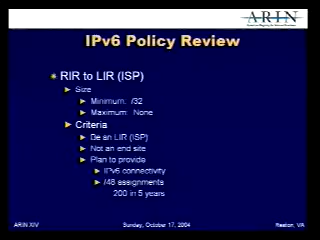 ARIN
IPv6 Policy Review
RIR to LIR (ISP)
Size
Minimum: /32
Maximum: None
Criteria
Be an LIR (ISP)
Not an end site
Plan to provide
IPv6 connectivity
/48 assignments
200 in 5 years
ARIN XIV
Sunday, October 17, 2004
Reston, VA